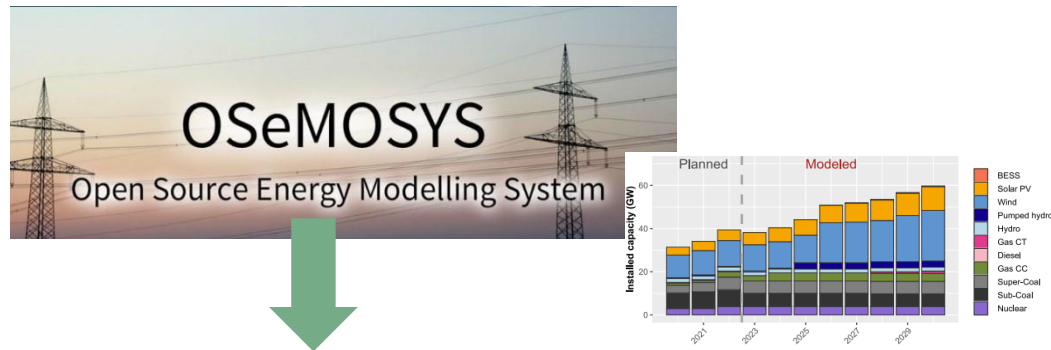 OSeMOSYS
Open Source Energy Modelling System
Planned
Modeled
Installed capacity (GW)
60
40
20
0
2021
2023
2025
2027
2029
BESS
Solar PV
Wind
Pumped hydro
Hydro
Gas CT
Diesel
Gas CC
Super-Coal
Sub-Coal
Nuclear